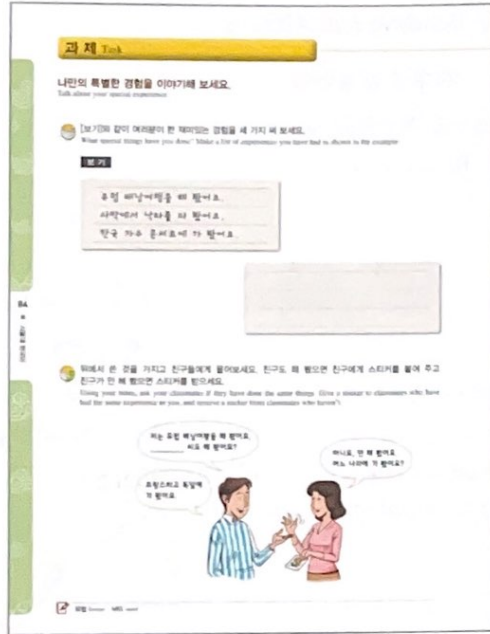 과 제 Task
나만의 특별한 경험을 이야기해 보세요.
Talk about your special experience
[보기]와 같이 여러분이 한 재미있는 경험을 세 가지 써 보세요.
What special things have you done? Make a list of experiences you have had as shown in the example
보 기
유럽 배낭여행을 해 봤어요.
사막에서 낙타를 타 봤어요.
한국 가수 콘서트에 가 봤어요.
84
위에서 쓴 것을 가지고 친구들에게 물어보세요. 친구도 해 봤으면 친구에게 스티커를 붙여 주고
친구가 안 해 봤으면 스티커를 받으세요.
Using your notes, ask your classmates if they have done the same things. Give a sticker to classmates who have
had the same experience as you, and receive a sticker from classmates who haven't.
저는 유럽 배낭여행을 해 봤어요.
씨도 해 봤어요?
아니요, 안 해 봤어요.
어느 나라에 가 봤어요?
프랑스하고 독일에
가 봤어요.
유럽 Europe 사막 desert